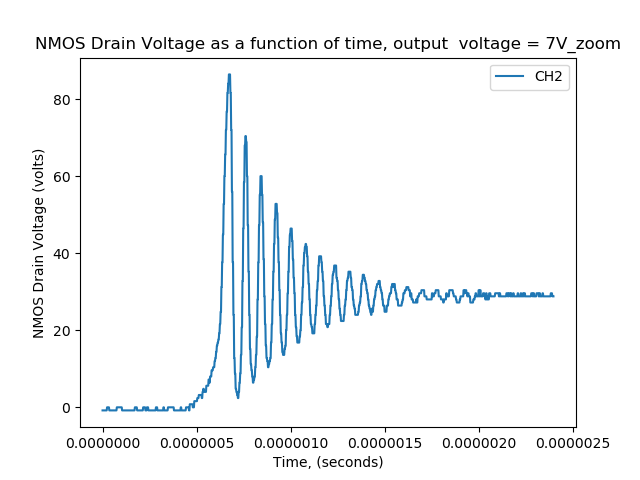 NMOS Drain Voltage as a function of time, output  voltage = 7V_zoom
CH2
80
60
40
20
0
NMOS Drain Voltage (volts)
0.0000000 0.0000005 0.0000010 0.0000015 0.0000020 0.0000025
Time, (seconds)